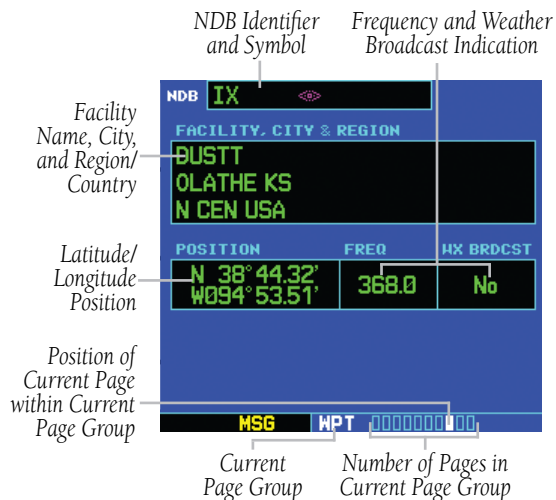 NDB Identifier
and Symbol
Frequency and Weather
Broadcast Indication
NDB IX
Facility
Name, City,
and Region/
Country
FACILITY, CITY & REGION
DUSTT
OLATHE KS
N CEN USA
Latitude/
Longitude
Position
POSITION FREQ WX BRDCST
N 38°44.32'
W094°53.51'
368.0 No
Position of
Current Page
within Current
Page Group
MSG WPT
Current
Page Group
Number of Pages in
Current Page Group